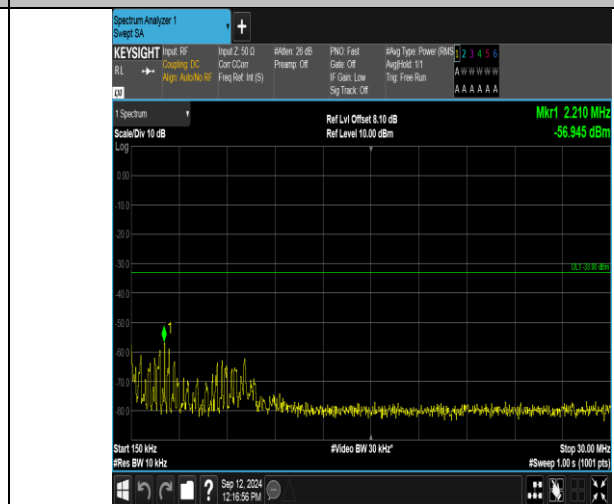 Spectrum Analyzer 1
Swept SA
+
KEYSIGHT
RL
LXI
Input: RF
Coupling: DC
Align: Auto/No RF
Input Z: 50 Ω
Corr CCorr
Freq Ref: Int (S)
#Atten: 26 dB
Preamp: Off
PNO: Fast
Gate: Off
IF Gain: Low
Sig Track: Off
#Avg Type: Power (RMS
Avg|Hold: 1/1
Trig: Free Run
1 2 3 4 5 6
A W W W W W
A A A A A A
1 Spectrum
Scale/Div 10 dB
Log
Ref Lvl Offset 8.10 dB
Ref Level 10.00 dBm
Mkr1 2.210 MHz
-56.945 dBm
0.00
-10.0
-20.0
-30.0
DL1 -33.00 dBm
-40.0
-50.0
1
-60.0
-70.0
-80.0
Start 150 kHz
#Res BW 10 kHz
#Video BW 30 kHz*
Stop 30.00 MHz
#Sweep 1.00 s (1001 pts)
?
Sep 12, 2024
12:16:56 PM